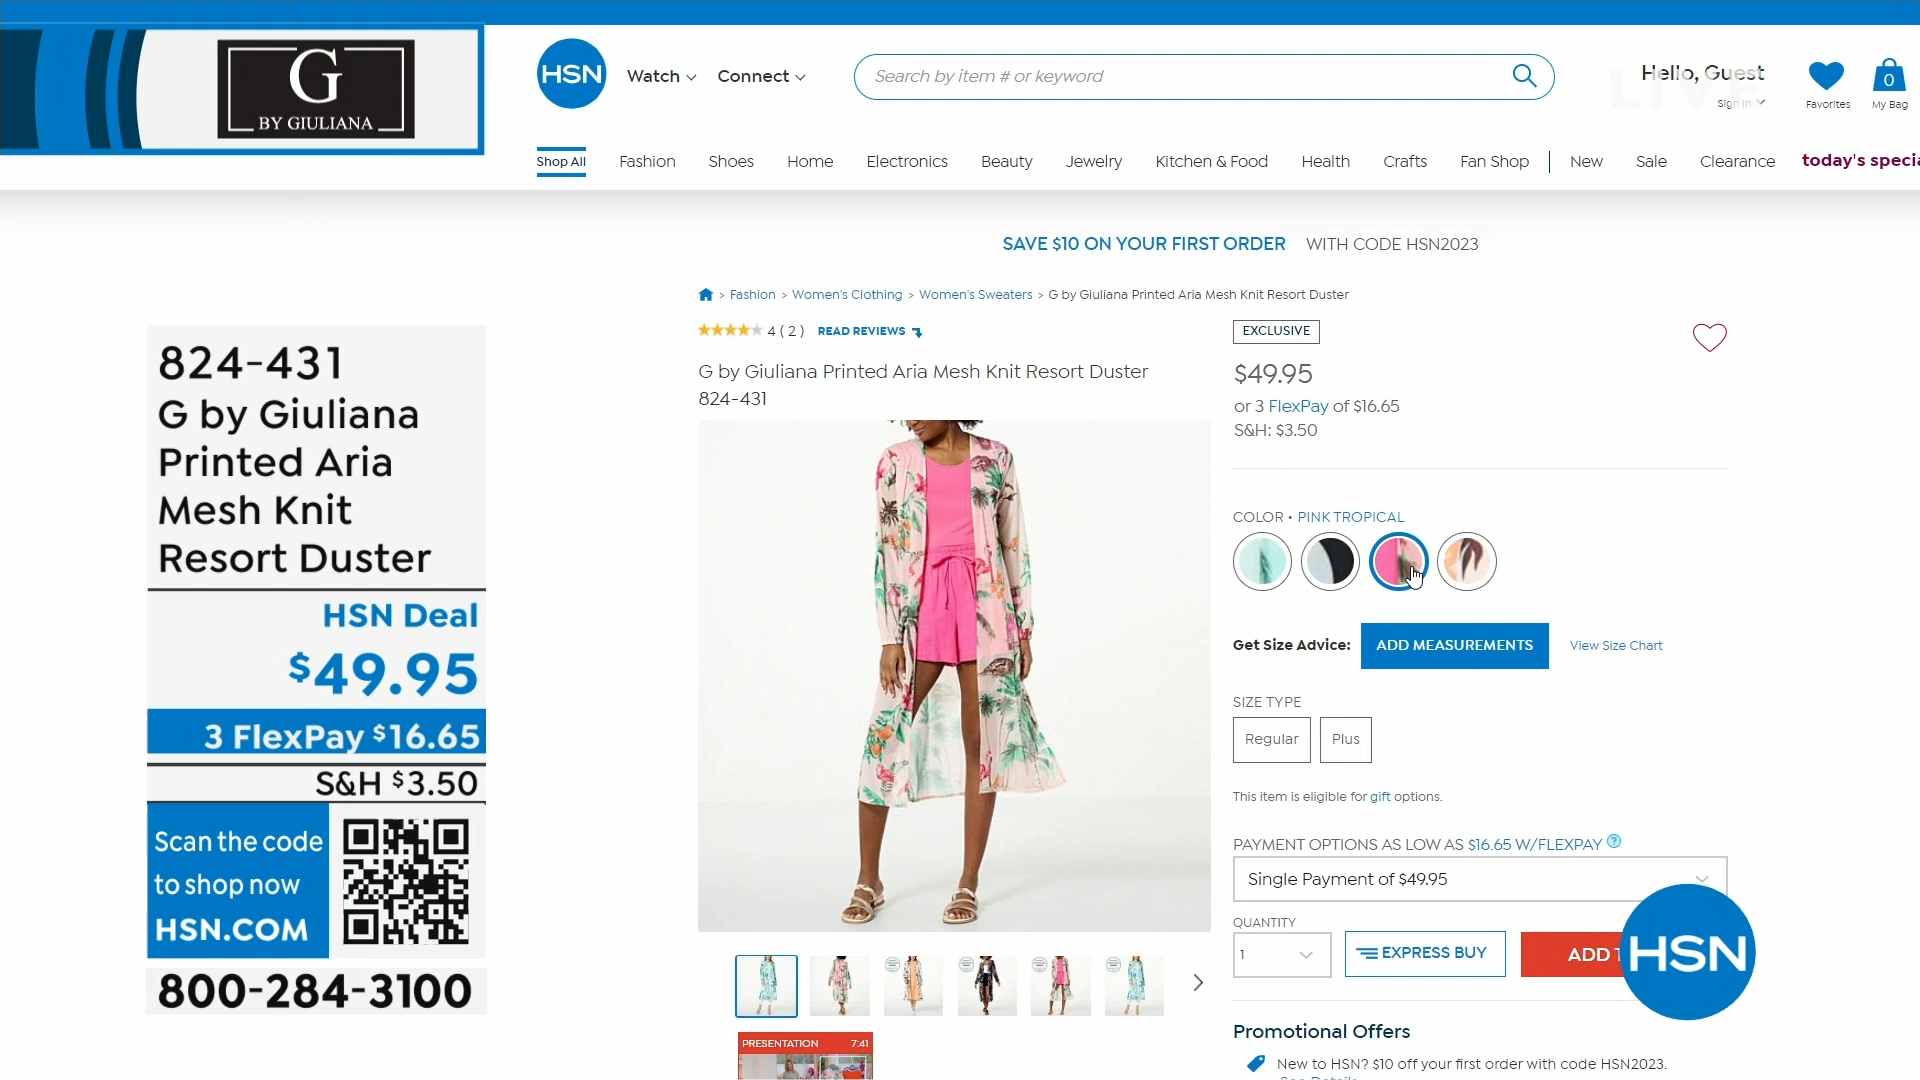 G
BY GIULIANA
HSN
Watch
Connect
Search by item # or keyword
LIVE
Hello, Guest
Sign In
Favorites
0
My Bag
Shop All
Fashion
Shoes
Home
Electronics
Beauty
Jewelry
Kitchen & Food
Health
Crafts
Fan Shop
New
Sale
Clearance
today's specia
SAVE $10 ON YOUR FIRST ORDER WITH CODE HSN2023
> Fashion > Women's Clothing > Women's Sweaters > G by Giuliana Printed Aria Mesh Knit Resort Duster
4 ( 2 ) READ REVIEWS
G by Giuliana Printed Aria Mesh Knit Resort Duster
824-431
EXCLUSIVE
$49.95
or 3 FlexPay of $16.65
S&H: $3.50
COLOR • PINK TROPICAL
Get Size Advice: ADD MEASUREMENTS View Size Chart
SIZE TYPE
Regular
Plus
This item is eligible for gift options.
PAYMENT OPTIONS AS LOW AS $16.65 W/FLEXPAY ?
Single Payment of $49.95
QUANTITY
1
EXPRESS BUY
ADD T
HSN
Promotional Offers
New to HSN? $10 off your first order with code HSN2023.
See Details
PRESENTATION 7:41
824-431
G by Giuliana
Printed Aria
Mesh Knit
Resort Duster
HSN Deal
$49.95
3 FlexPay $16.65
S&H $3.50
Scan the code
to shop now
HSN.COM
800-284-3100